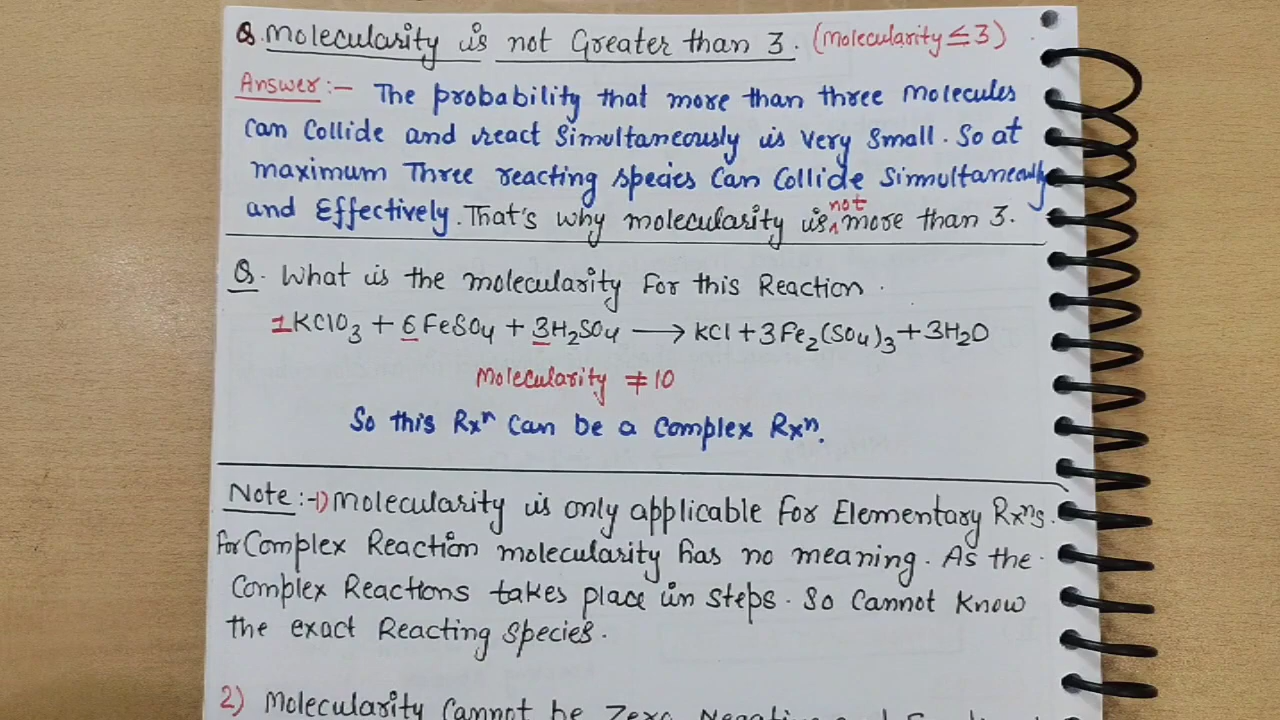 Q. Molecularity is not Greater than 3. (Molecularity ≤ 3)
Answer:- The probability that more than three Molecules
can Collide and react Simultaneously is very small. So at
maximum Three reacting species Can Collide Simmultaneously
and Effectively. That's why molecularity is not more than 3.
Q. What is the molecularity For this Reaction.
1KClO3 + 6FeSO4 + 3H2SO4 → KCl + 3Fe2(SO4)3 + 3H2O
Molecularity ≠ 10
So this Rxⁿ Can be a Complex Rxⁿ.
Note:-1) Molecularity is only applicable For Elementary Rxⁿs.
For Complex Reaction molecularity has no meaning. As the
Complex Reactions takes place in steps. So Cannot Know
the exact Reacting species.
2) Molecularity Cannot be Zero, Negative and